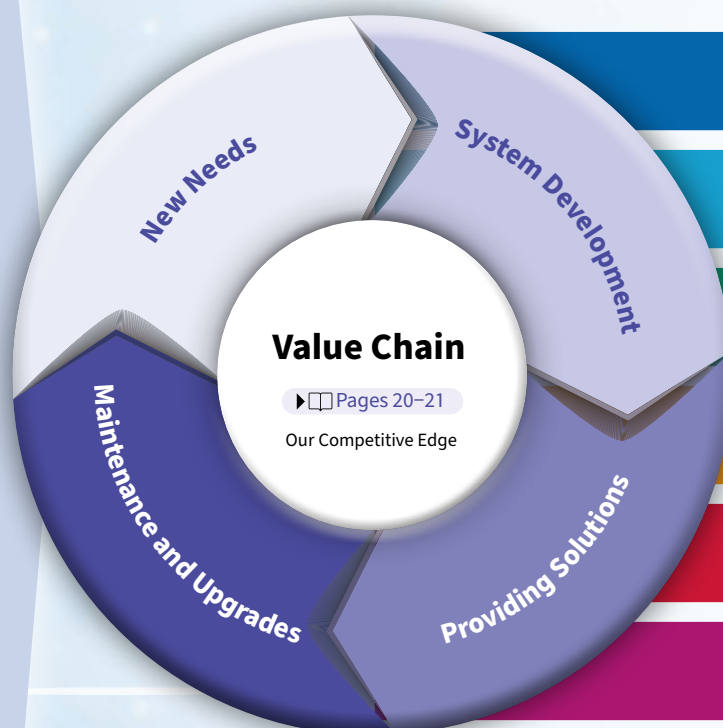 New Needs
System Development
Value Chain
Pages 20–21
Our Competitive Edge
Maintenance and Upgrades
Providing Solutions